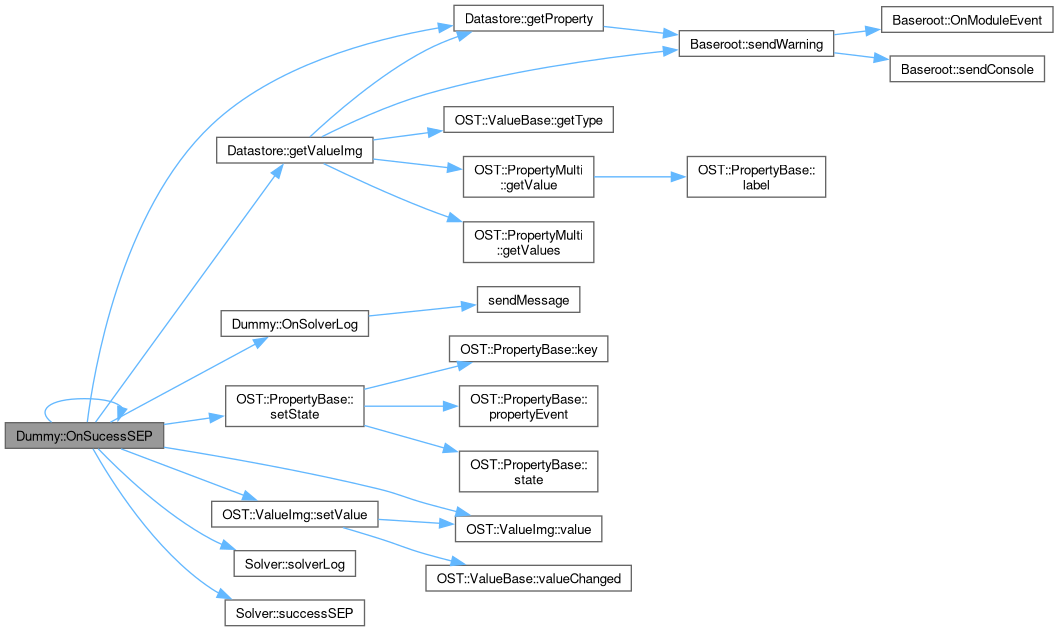 Datastore::getProperty
Baseroot::OnModuleEvent
Baseroot::sendWarning
Baseroot::sendConsole
OST::ValueBase::getType
Datastore::getValueImg
OST::PropertyMulti
::getValue
OST::PropertyBase::
label
OST::PropertyMulti
::getValues
sendMessage
Dummy::OnSolverLog
OST::PropertyBase::key
OST::PropertyBase::
setState
OST::PropertyBase::
propertyEvent
Dummy::OnSucessSEP
OST::PropertyBase::
state
OST::ValueImg::setValue
OST::ValueImg::value
Solver::solverLog
OST::ValueBase::valueChanged
Solver::successSEP